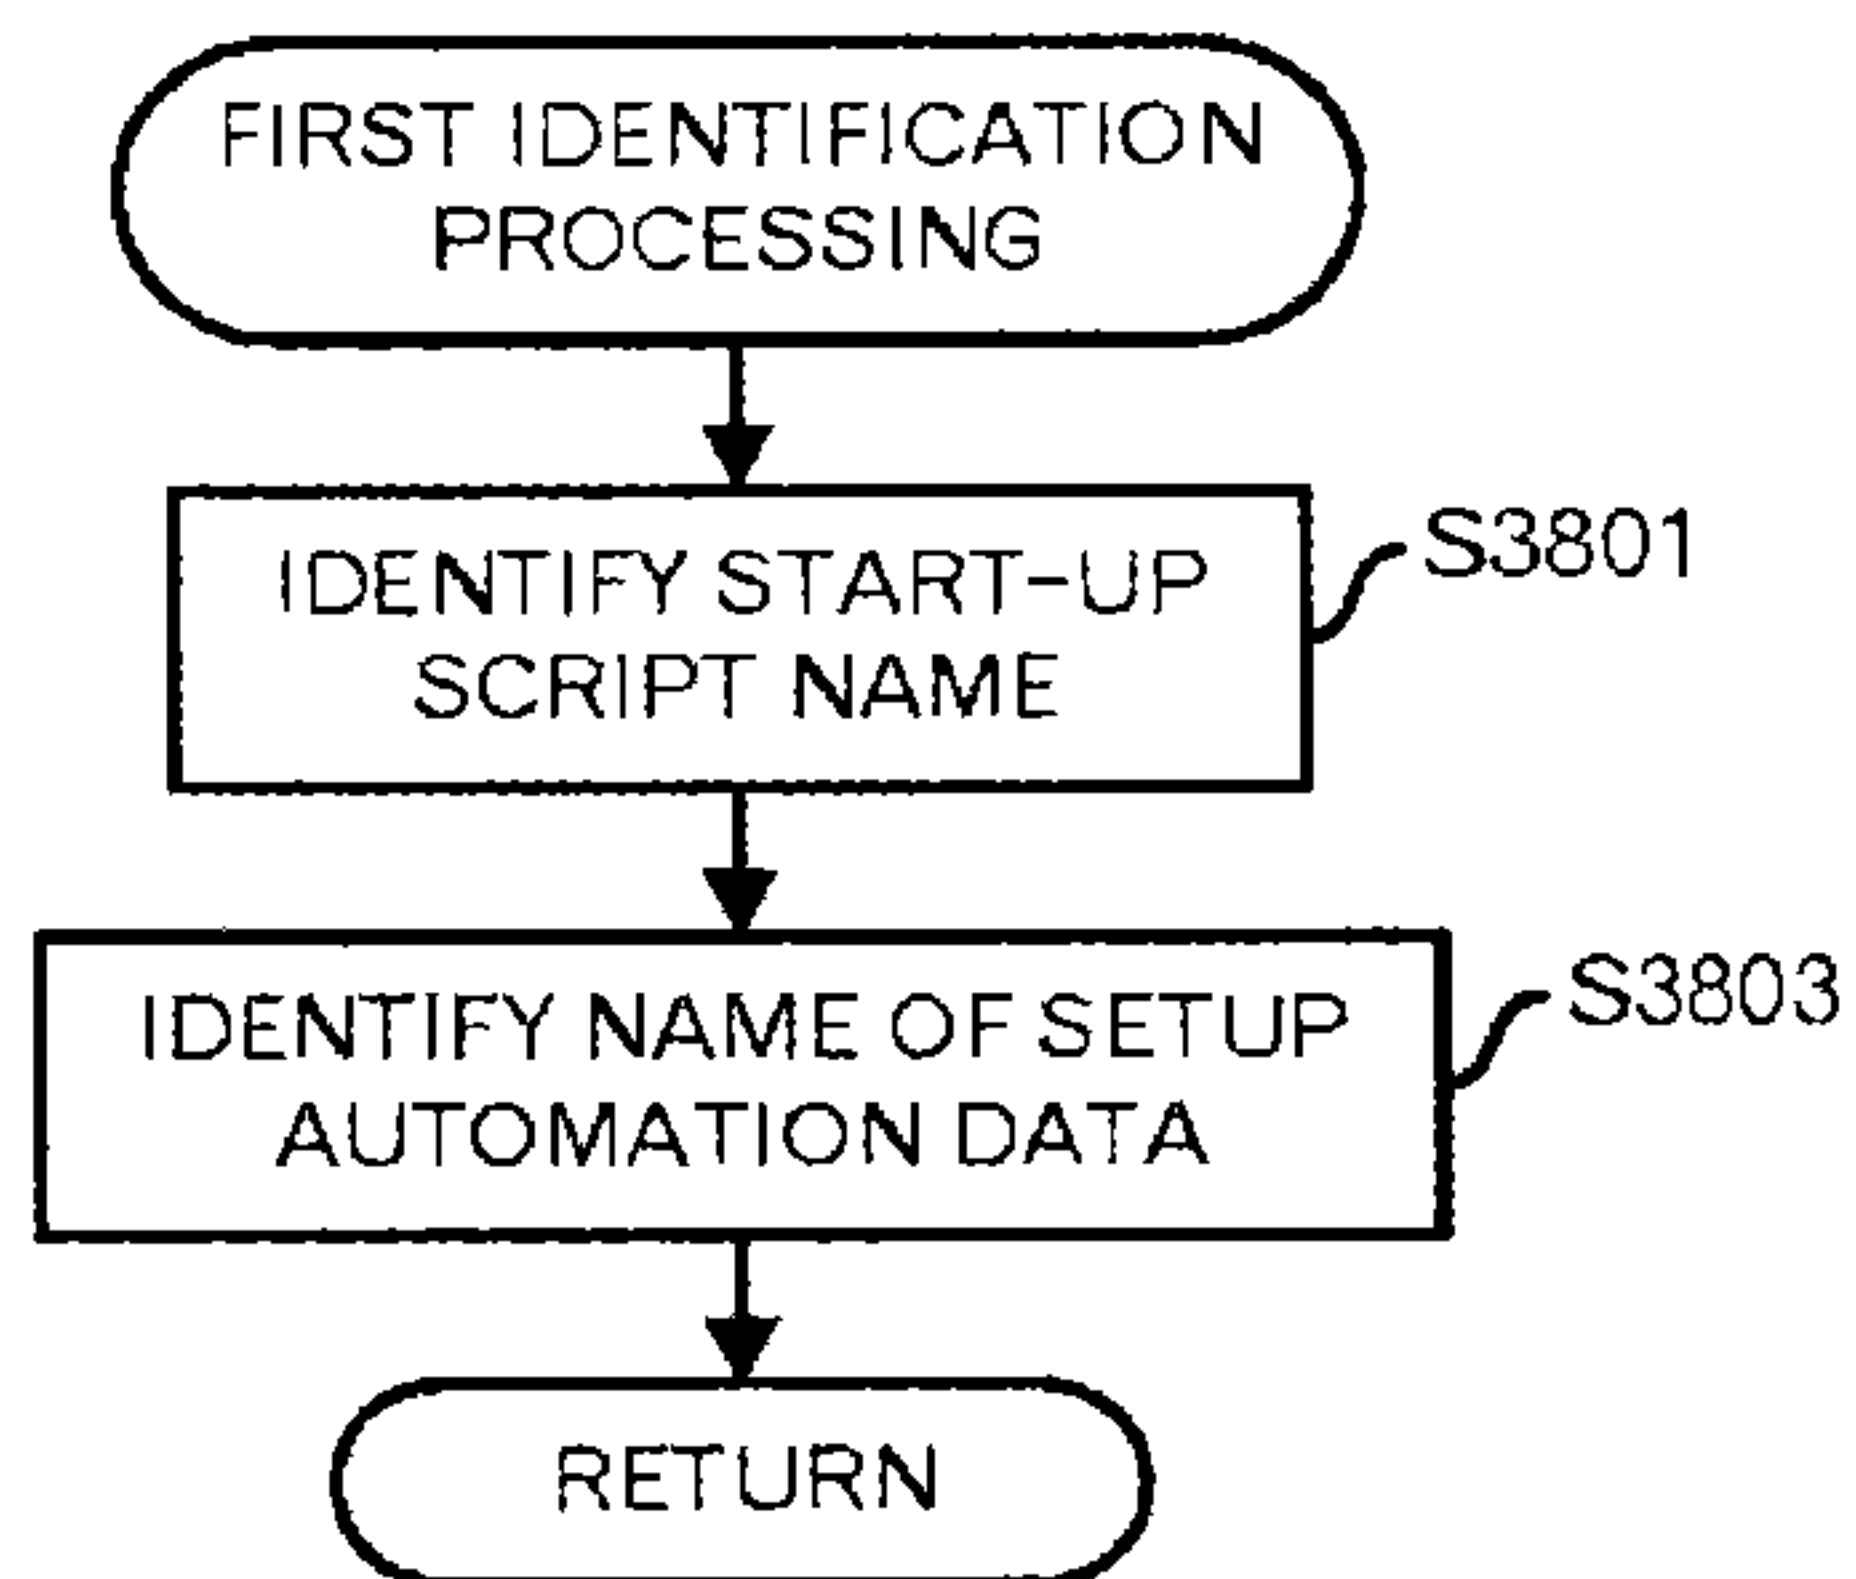 FIRST IDENTIFICATION
PROCESSING
IDENTIFY START-UP
SCRIPT NAME
S3801
IDENTIFY NAME OF SETUP
AUTOMATION DATA
S3803
RETURN